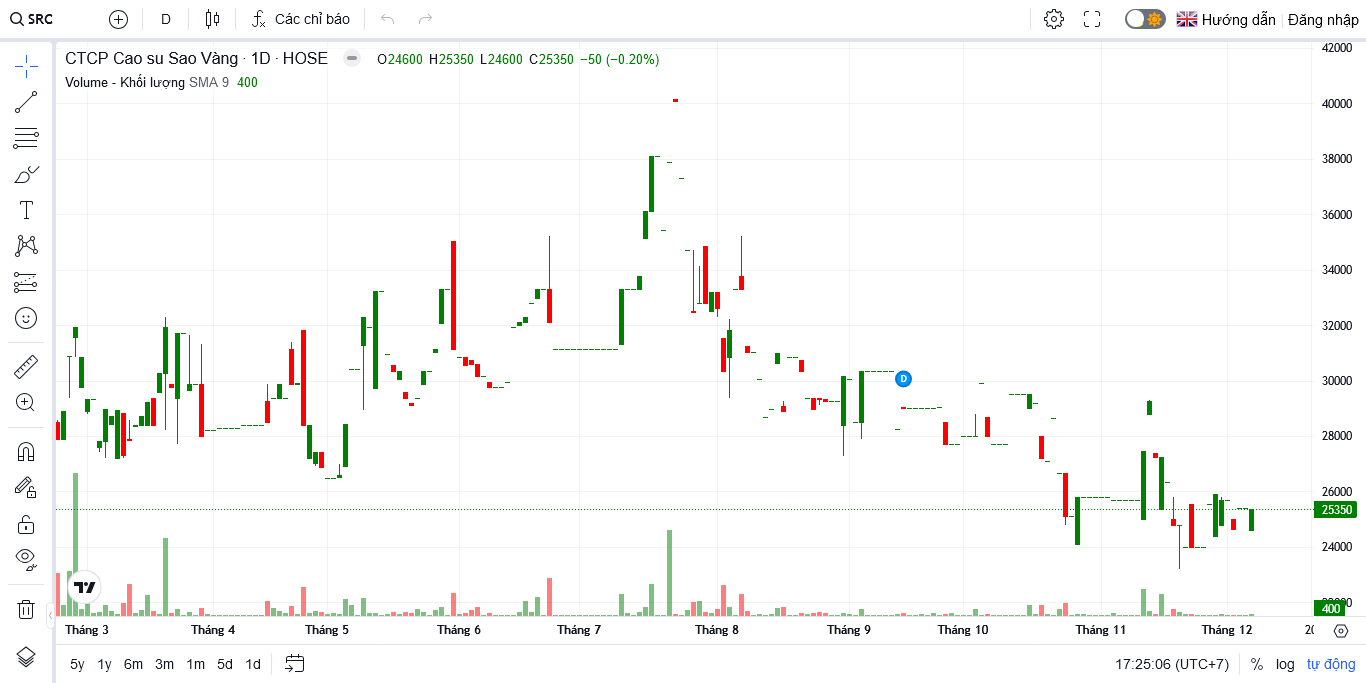 SRC D Các chỉ báo Hướng dẫn Đăng nhập
CTCP Cao su Sao Vàng · 1D · HOSE O24600 H25350 L24600 C25350 −50 (−0.20%)
Volume - Khối lượng SMA 9 400
42000
40000
38000
36000
34000
32000
30000
D
28000
26000
25350
24000
400
Tháng 3 Tháng 4 Tháng 5 Tháng 6 Tháng 7 Tháng 8 Tháng 9 Tháng 10 Tháng 11 Tháng 12
5y 1y 6m 3m 1m 5d 1d 17:25:06 (UTC+7) % log tự động